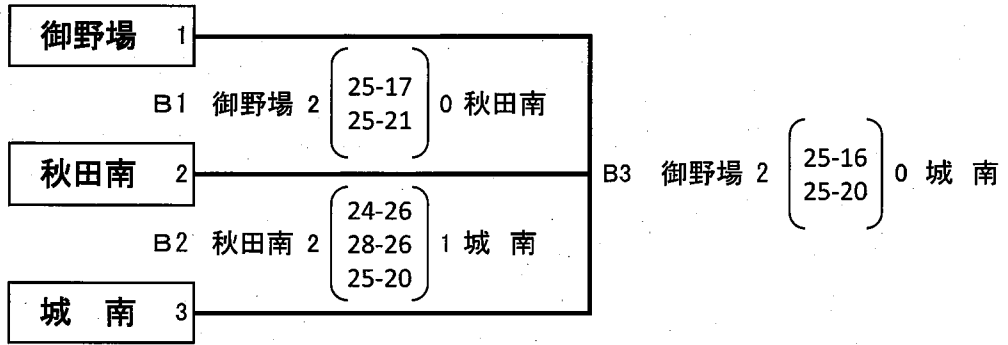 御野場 1
B1 御野場 2 25-17 0 秋田南
25-21
秋田南 2
B3 御野場 2 25-16 0 城 南
25-20
24-26
B2 秋田南 2 28-26 1 城 南
25-20
城 南 3